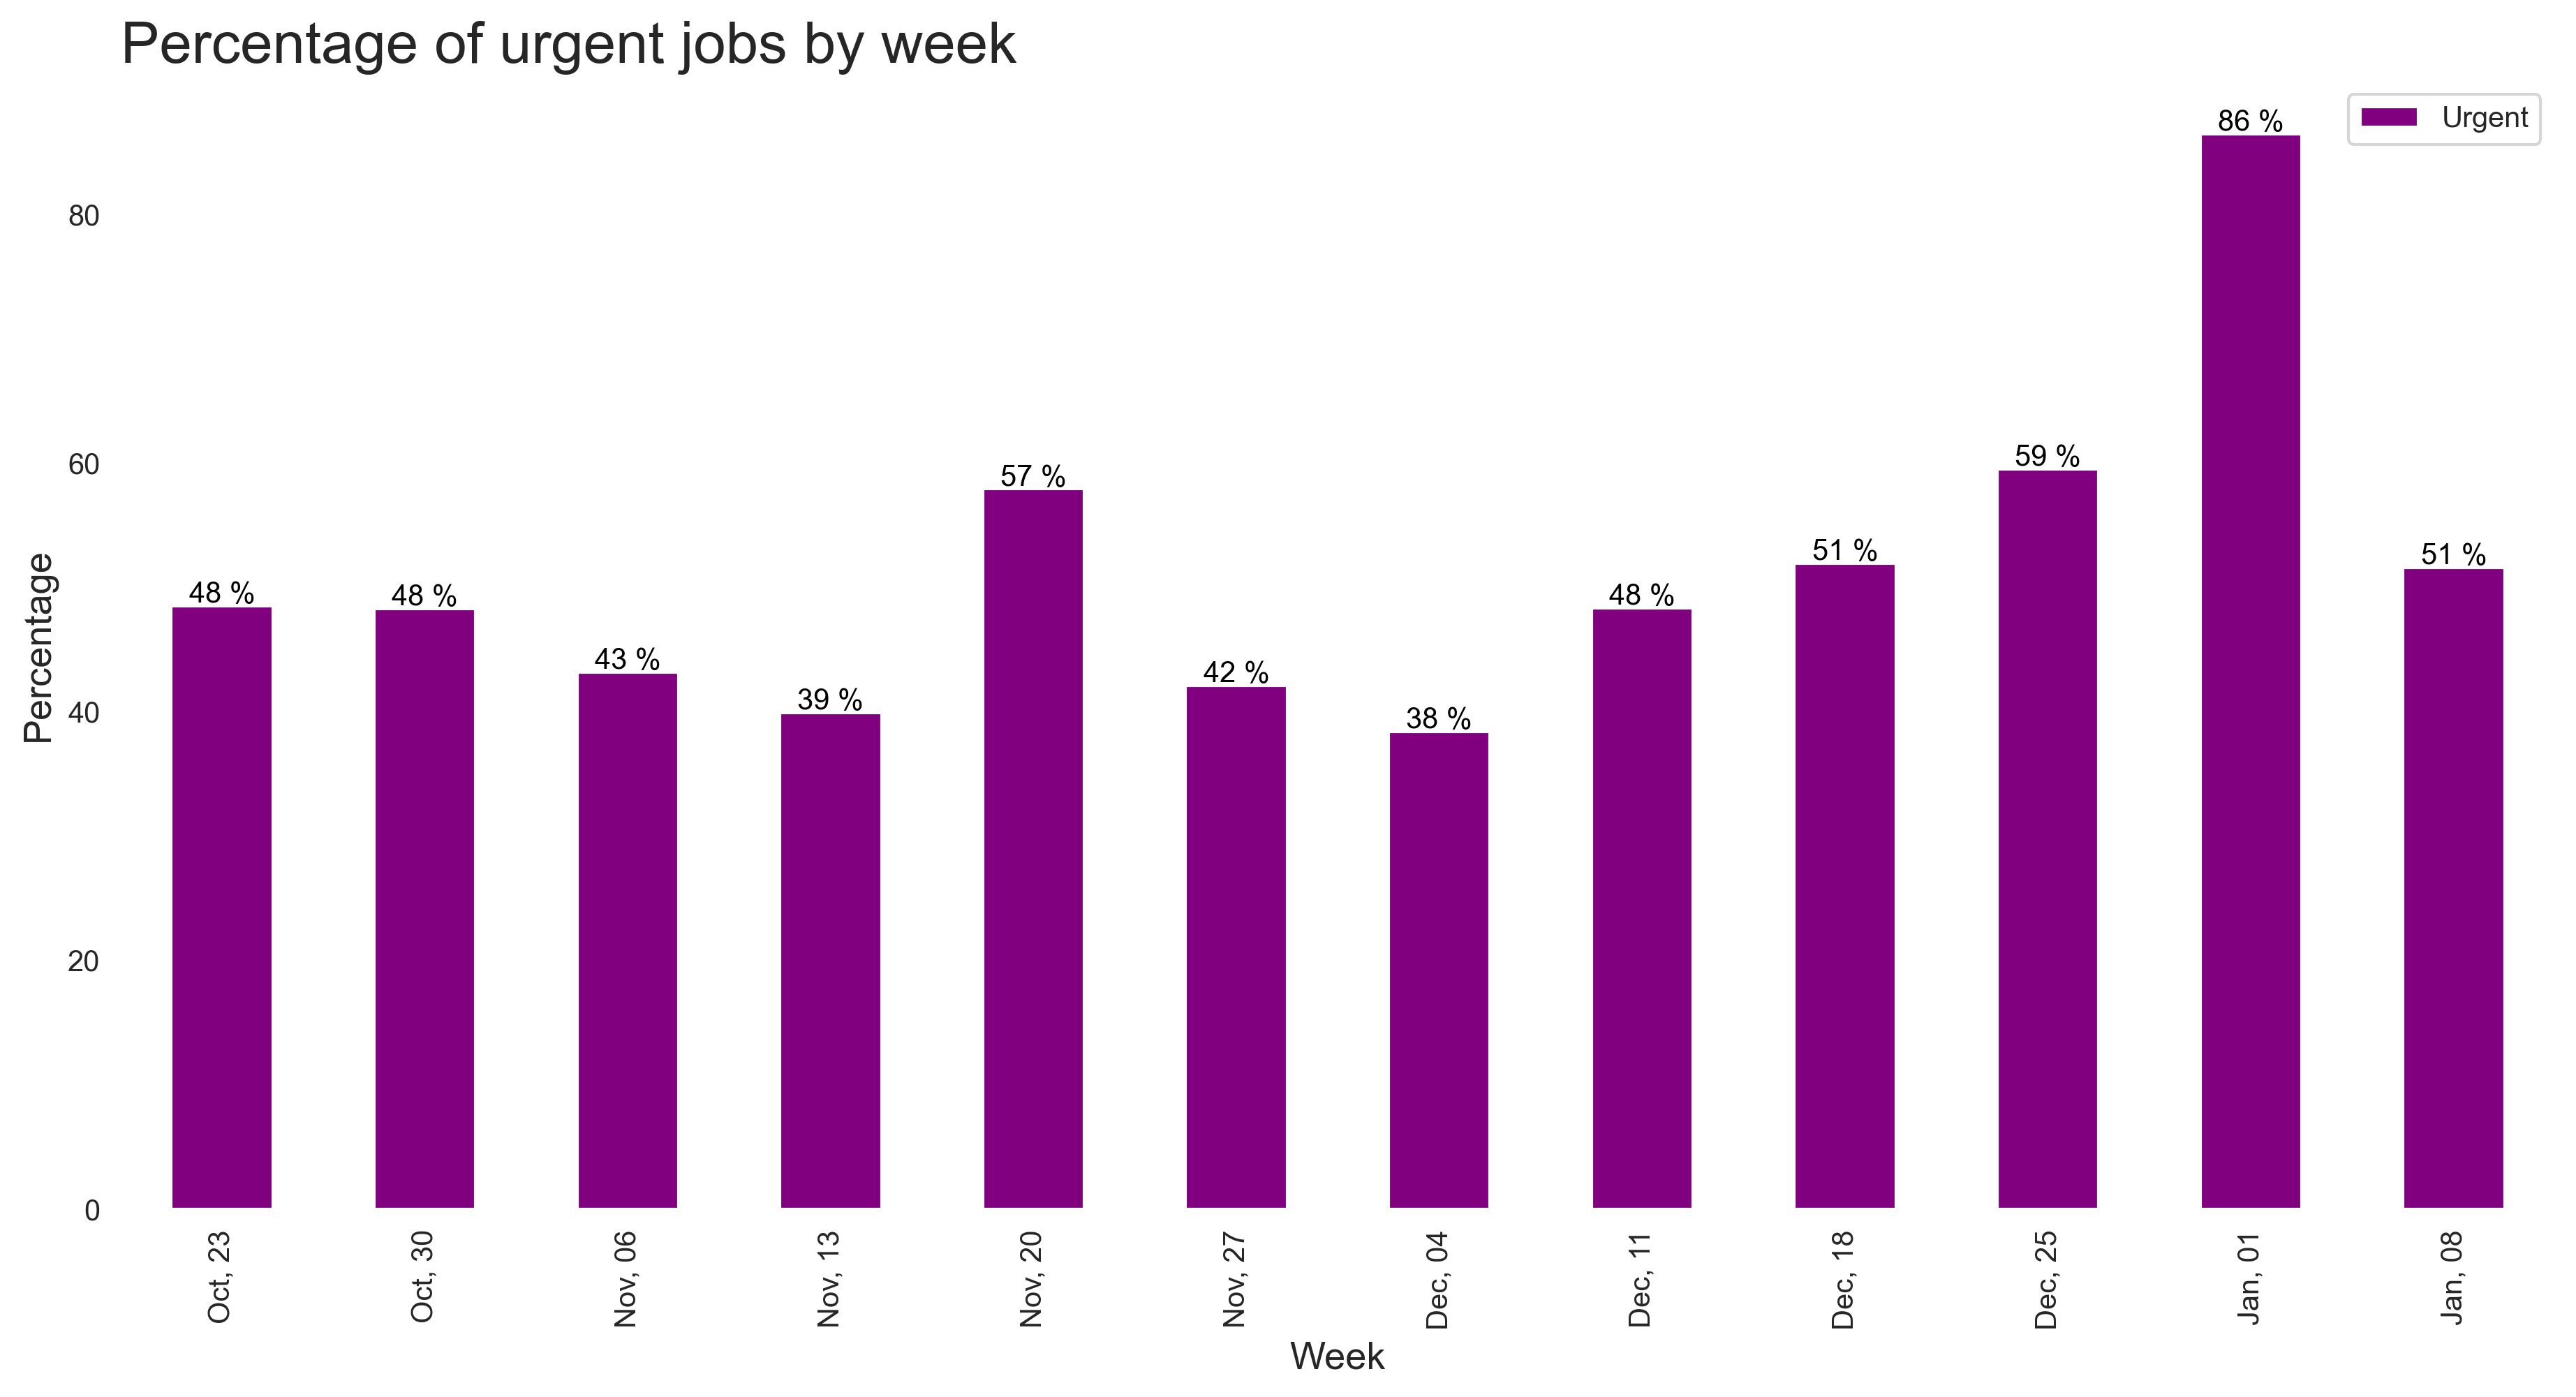 Percentage of urgent jobs by week
Urgent
86 %
80
60
59 %
57 %
51 %
51 %
48 %
48 %
48 %
43 %
42 %
40
39 %
38 %
20
0
Percentage
Oct, 23
Oct, 30
Nov, 06
Nov, 13
Nov, 20
Nov, 27
Dec, 04
Dec, 11
Dec, 18
Dec, 25
Jan, 01
Jan, 08
Week